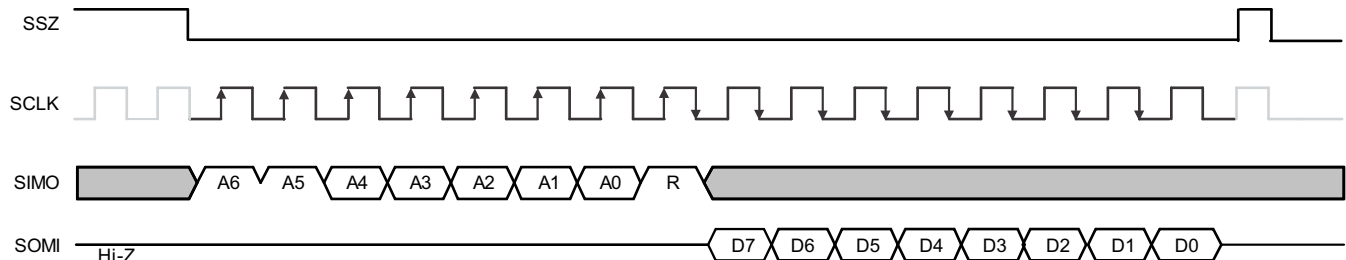 SSZ
SCLK
SIMO A6 A5 A4 A3 A2 A1 A0 R
SOMI Hi-Z D7 D6 D5 D4 D3 D2 D1 D0